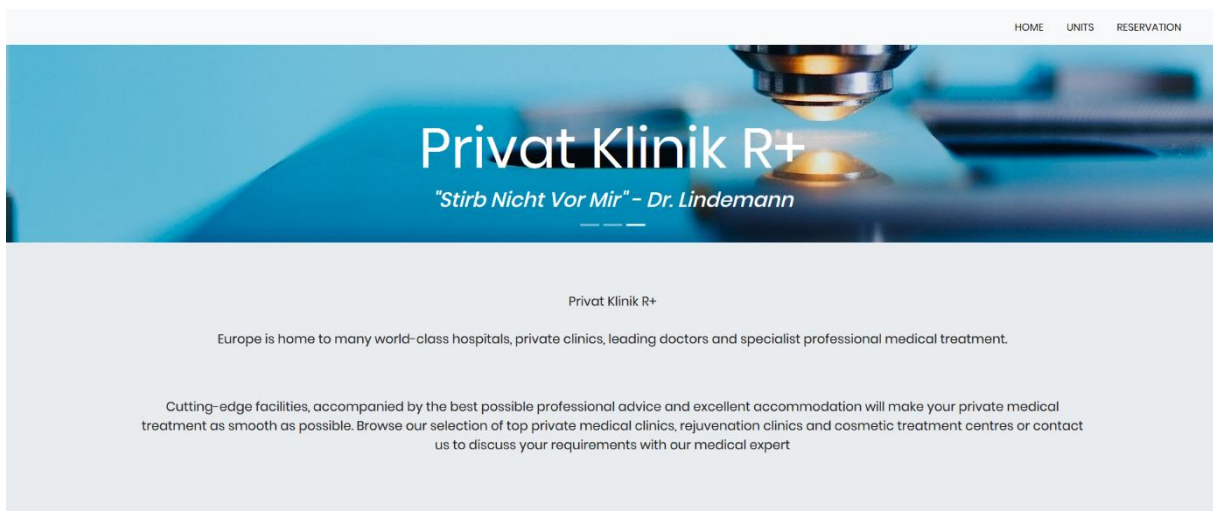 HOME UNITS RESERVATION
Privat Klinik R+
"Stirb Nicht Vor Mir" - Dr. Lindemann
Privat Klinik R+
Europe is home to many world-class hospitals, private clinics, leading doctors and specialist professional medical treatment.
Cutting-edge facilities, accompanied by the best possible professional advice and excellent accommodation will make your private medical
treatment as smooth as possible. Browse our selection of top private medical clinics, rejuvenation clinics and cosmetic treatment centres or contact
us to discuss your requirements with our medical expert